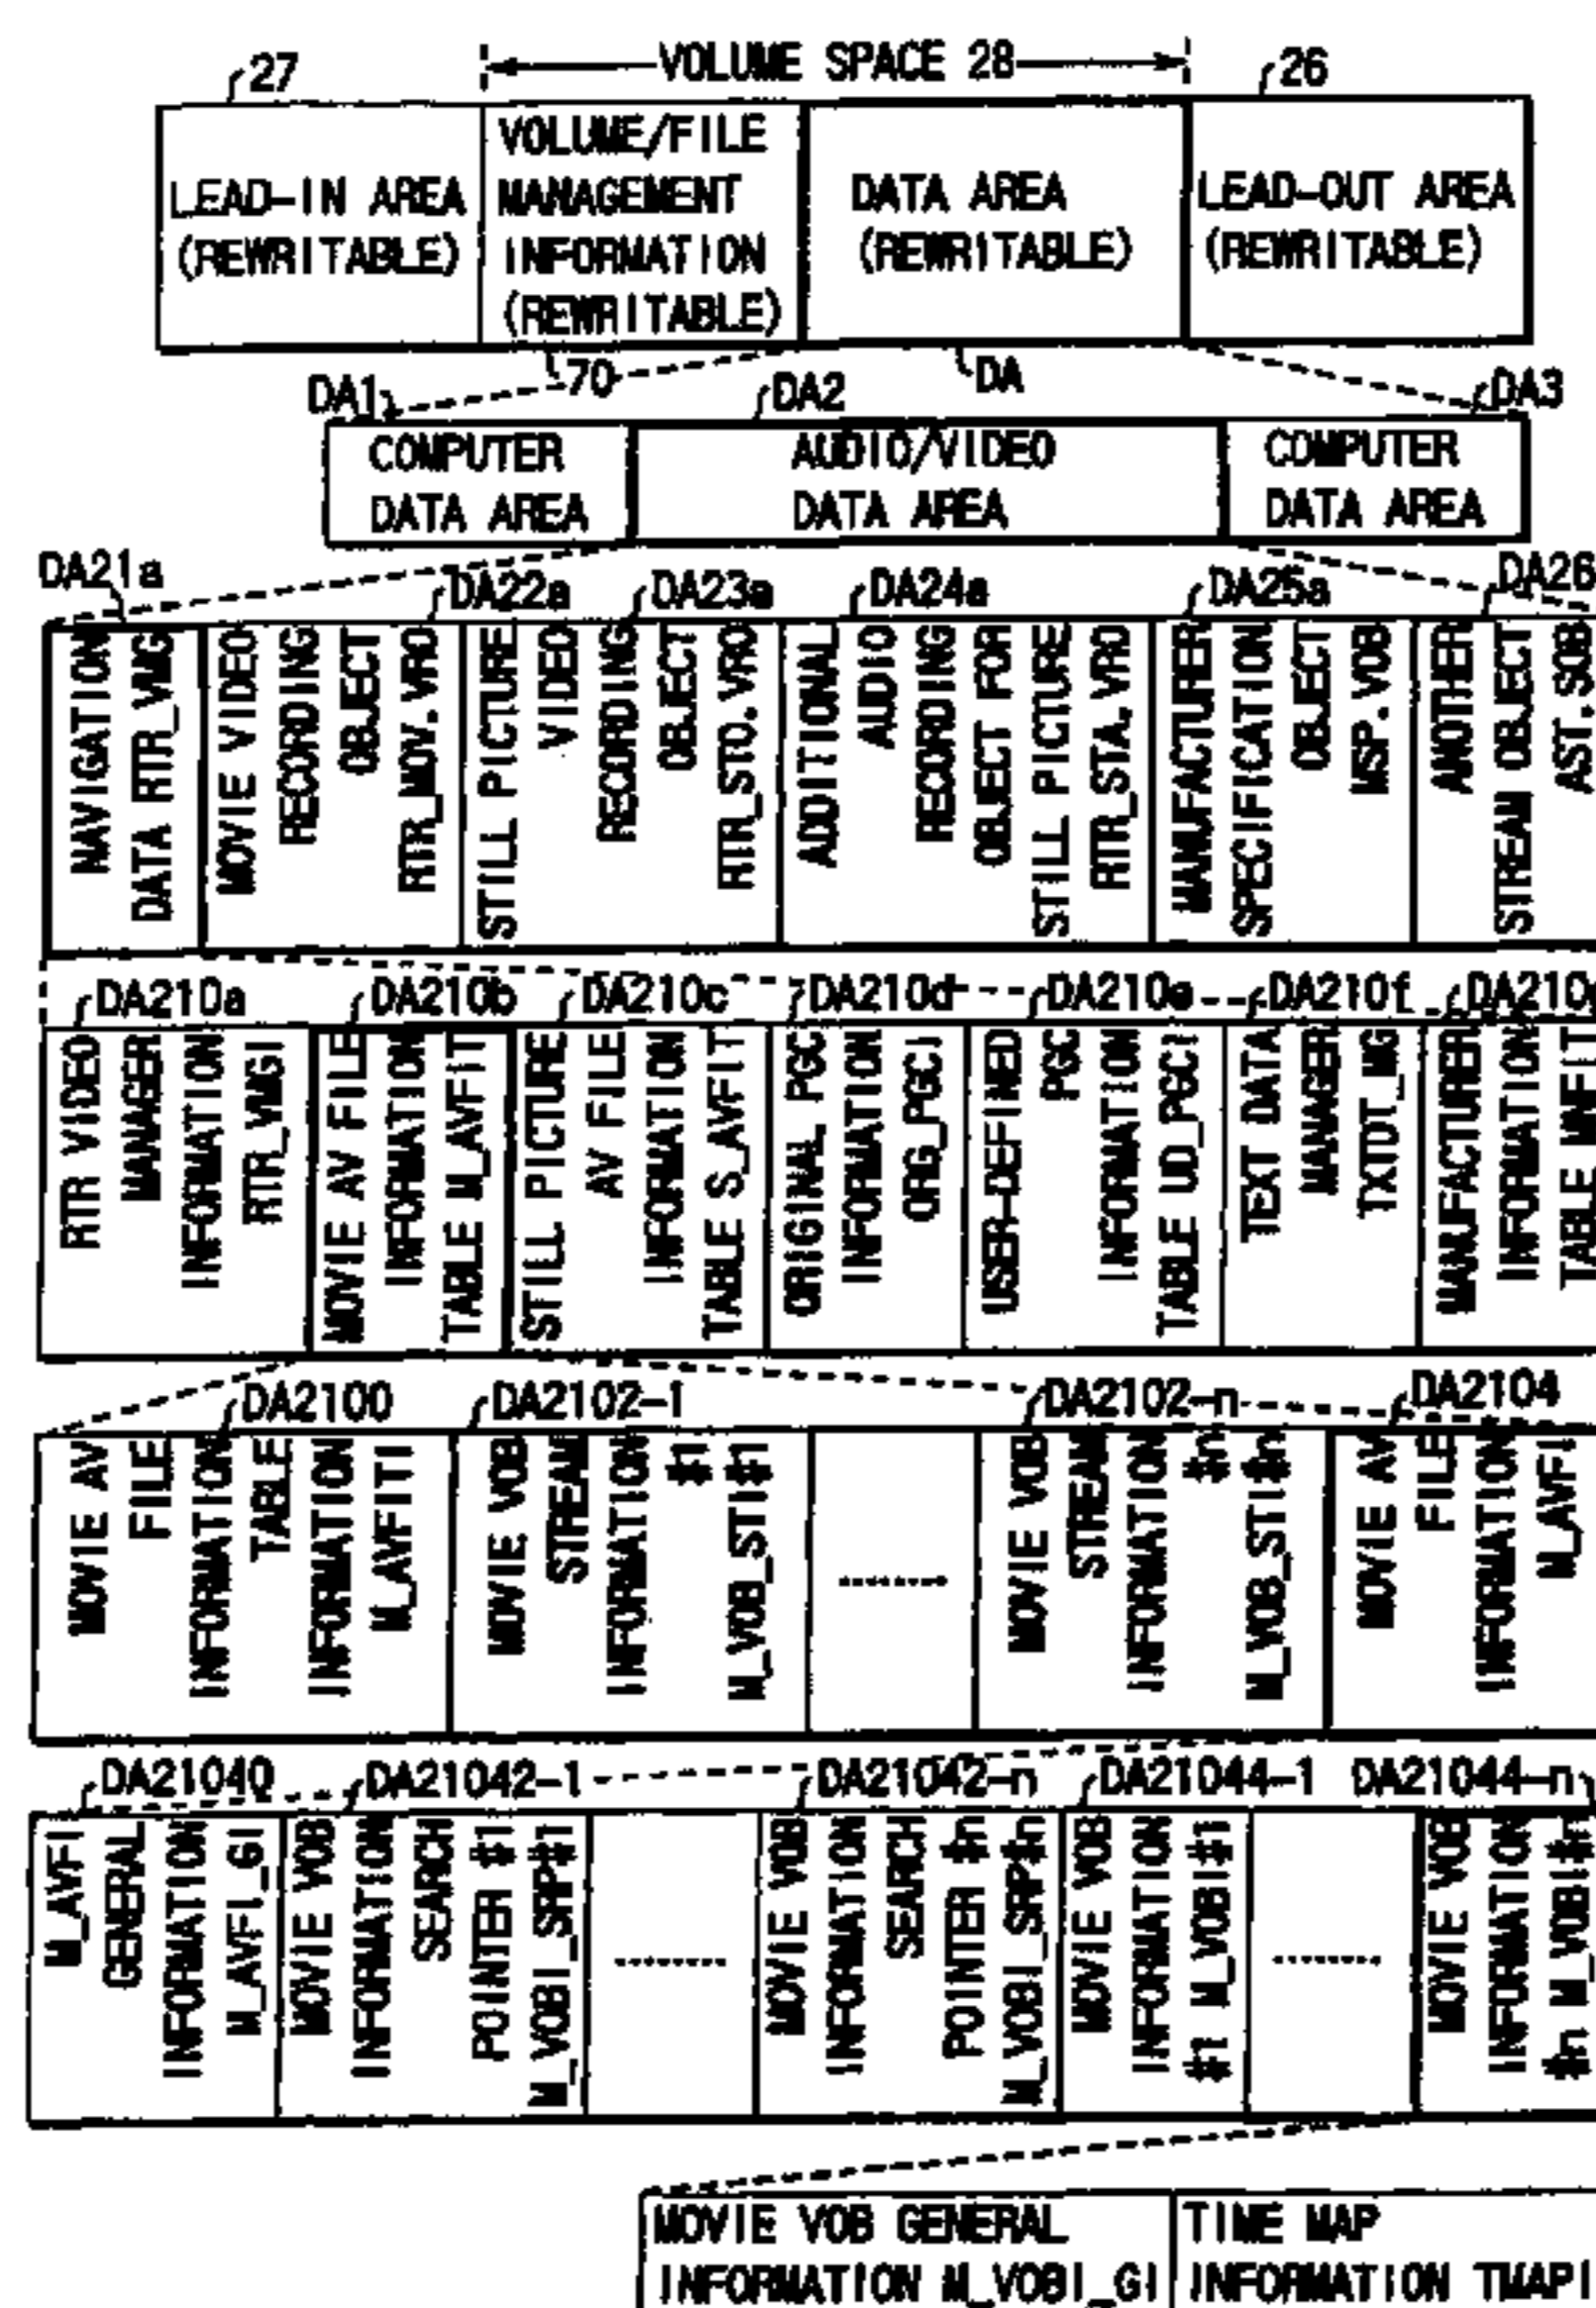 27
VOLUME SPACE 28
26
LEAD-IN AREA
(REWRITABLE)
VOLUME/FILE
MANAGEMENT
INFORMATION
(REWRITABLE)
DATA AREA
(REWRITABLE)
LEAD-OUT AREA
(REWRITABLE)
DA1
70
DA2
DA
DA3
COMPUTER
DATA AREA
AUDIO/VIDEO
DATA AREA
COMPUTER
DATA AREA
DA21a
DA22a
DA23a
DA24a
DA25a
DA26
NAVIGATION
DATA RTR_VMG
MOVIE VIDEO
RECORDING
OBJECT
RTR_MOV.VRO
STILL PICTURE
VIDEO
RECORDING
OBJECT
RTR_STO.VRO
ADDITIONAL
AUDIO
RECORDING
OBJECT FOR
STILL PICTURE
RTR_STA.VRO
MANUFACTURER
SPECIFICATION
OBJECT
MSP.VOB
ANOTHER
STREAM OBJECT
AST.SOB
DA210a
DA210b
DA210c
DA210d
DA210e
DA210f
DA210g
RTR VIDEO
MANAGER
INFORMATION
RTR_VMGI
MOVIE AV FILE
INFORMATION
TABLE M_AVFIT
STILL PICTURE
AV FILE
INFORMATION
TABLE S_AVFIT
ORIGINAL PGC
INFORMATION
ORG_PGCI
USER-DEFINED
PGC
INFORMATION
TABLE UD_PGCI
TEXT DATA
MANAGER
TXTDT_MG
MANUFACTURER
INFORMATION
TABLE MNFIT
DA2100
DA2102-1
DA2102-n
DA2104
MOVIE AV
FILE
INFORMATION
TABLE
INFORMATION
M_AVFITI
MOVIE VOB
STREAM
INFORMATION
#1
M_VOB_STI#1
........
MOVIE VOB
STREAM
INFORMATION
#n
M_VOB_STI#n
MOVIE AV
FILE
INFORMATION
M_AVFI
DA21040
DA21042-1
DA21042-n
DA21044-1
DA21044-n
M_AVFI
GENERAL
INFORMATION
M_AVFI_GI
MOVIE VOB
INFORMATION
SEARCH
POINTER #1
M_VOBI_SRP#1
........
MOVIE VOB
INFORMATION
SEARCH
POINTER #n
M_VOBI_SRP#n
MOVIE VOB
INFORMATION
#1 M_VOBI#1
........
MOVIE VOB
INFORMATION
#n M_VOBI#n
MOVIE VOB GENERAL
INFORMATION M_VOBI_GI
TIME MAP
INFORMATION TMAPI